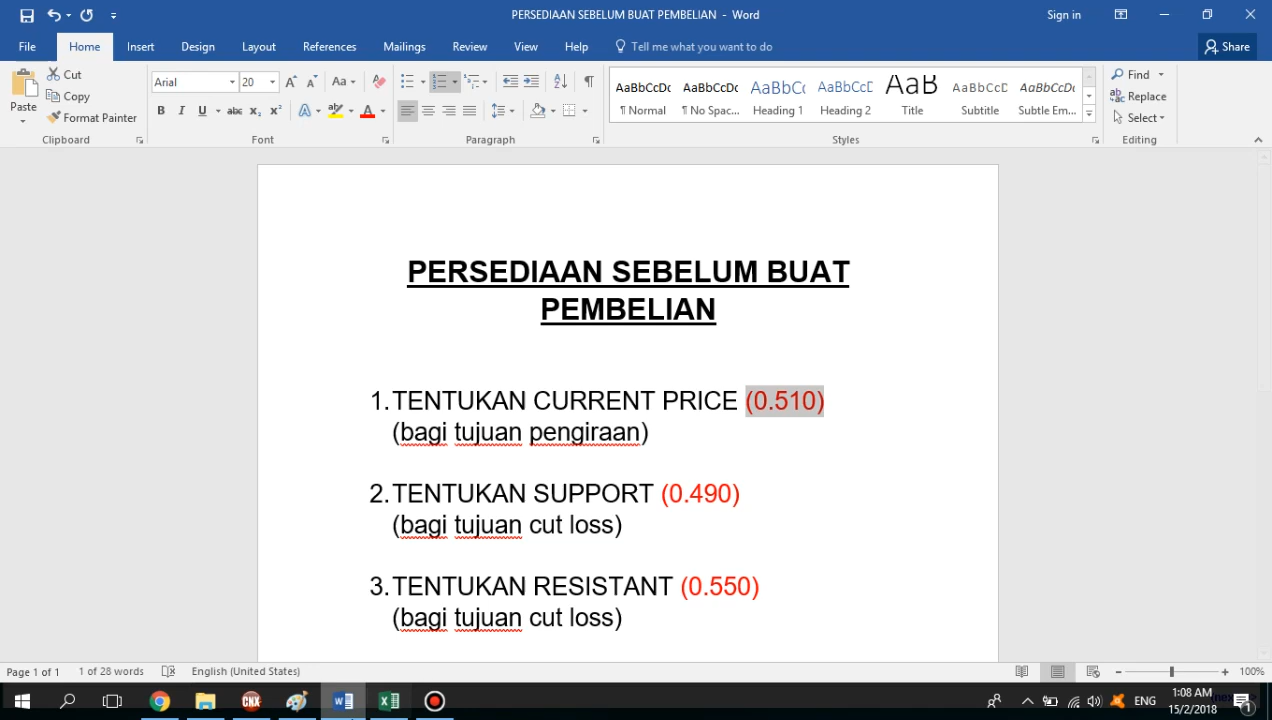 PERSEDIAAN SEBELUM BUAT PEMBELIAN - Word
Sign in
File Home Insert Design Layout References Mailings Review View Help Tell me what you want to do Share
Paste
Cut
Copy
Format Painter
Clipboard
Arial 20
Font
Paragraph
AaBbCcDc AaBbCcDc AaBbCc AaBbCcD AaB AaBbCcD AaBbCcDc
¶ Normal ¶ No Spac... Heading 1 Heading 2 Title Subtitle Subtle Em...
Styles
Find
Replace
Select
Editing
PERSEDIAAN SEBELUM BUAT
PEMBELIAN
1. TENTUKAN CURRENT PRICE (0.510)
(bagi tujuan pengiraan)
2. TENTUKAN SUPPORT (0.490)
(bagi tujuan cut loss)
3. TENTUKAN RESISTANT (0.550)
(bagi tujuan cut loss)
Page 1 of 1 1 of 28 words English (United States) 100%
CNX
ENG
1:08 AM
15/2/2018
1